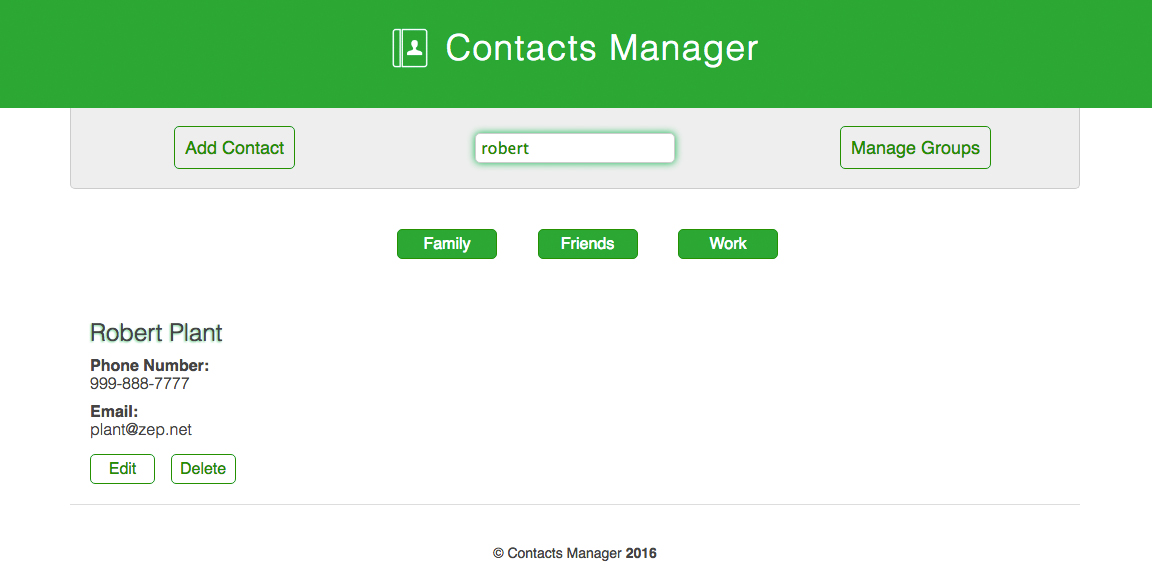 Contacts Manager
Add Contact
robert
Manage Groups
Family
Friends
Work
Robert Plant
Phone Number:
999-888-7777
Email:
plant@zep.net
Edit
Delete
© Contacts Manager 2016